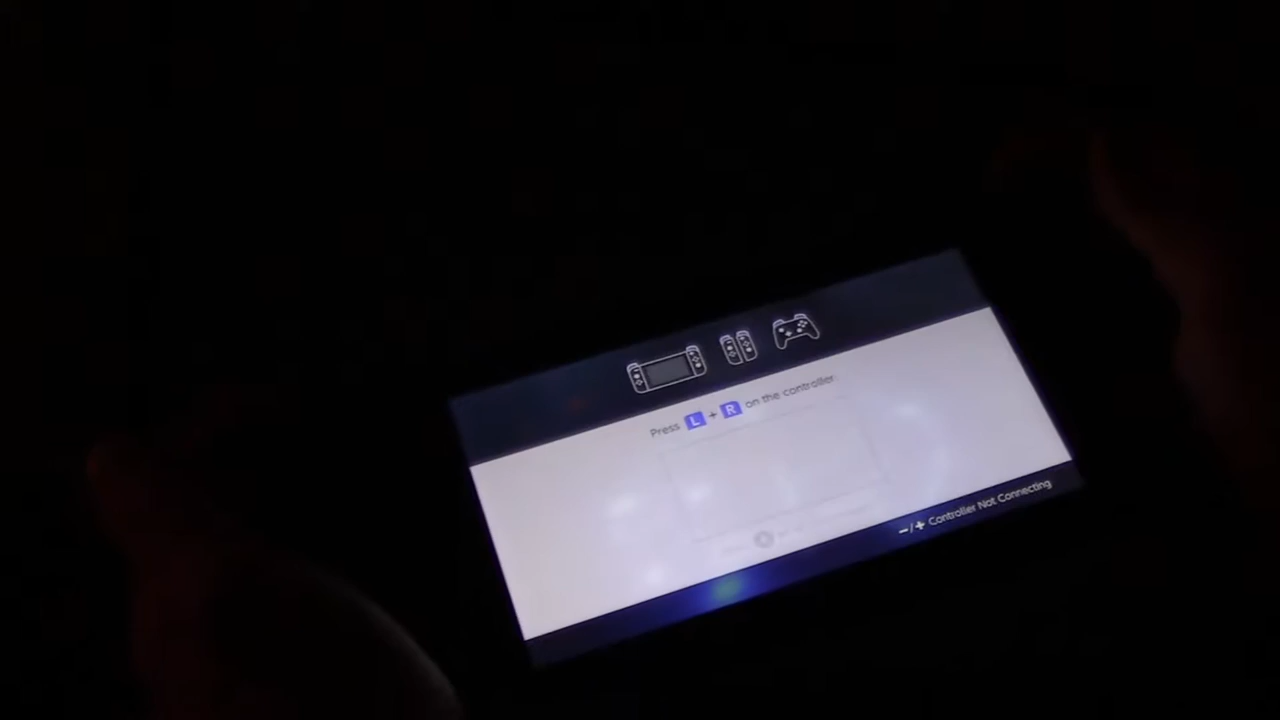 Press L + R on the controller.
–/+ Controller Not Connecting